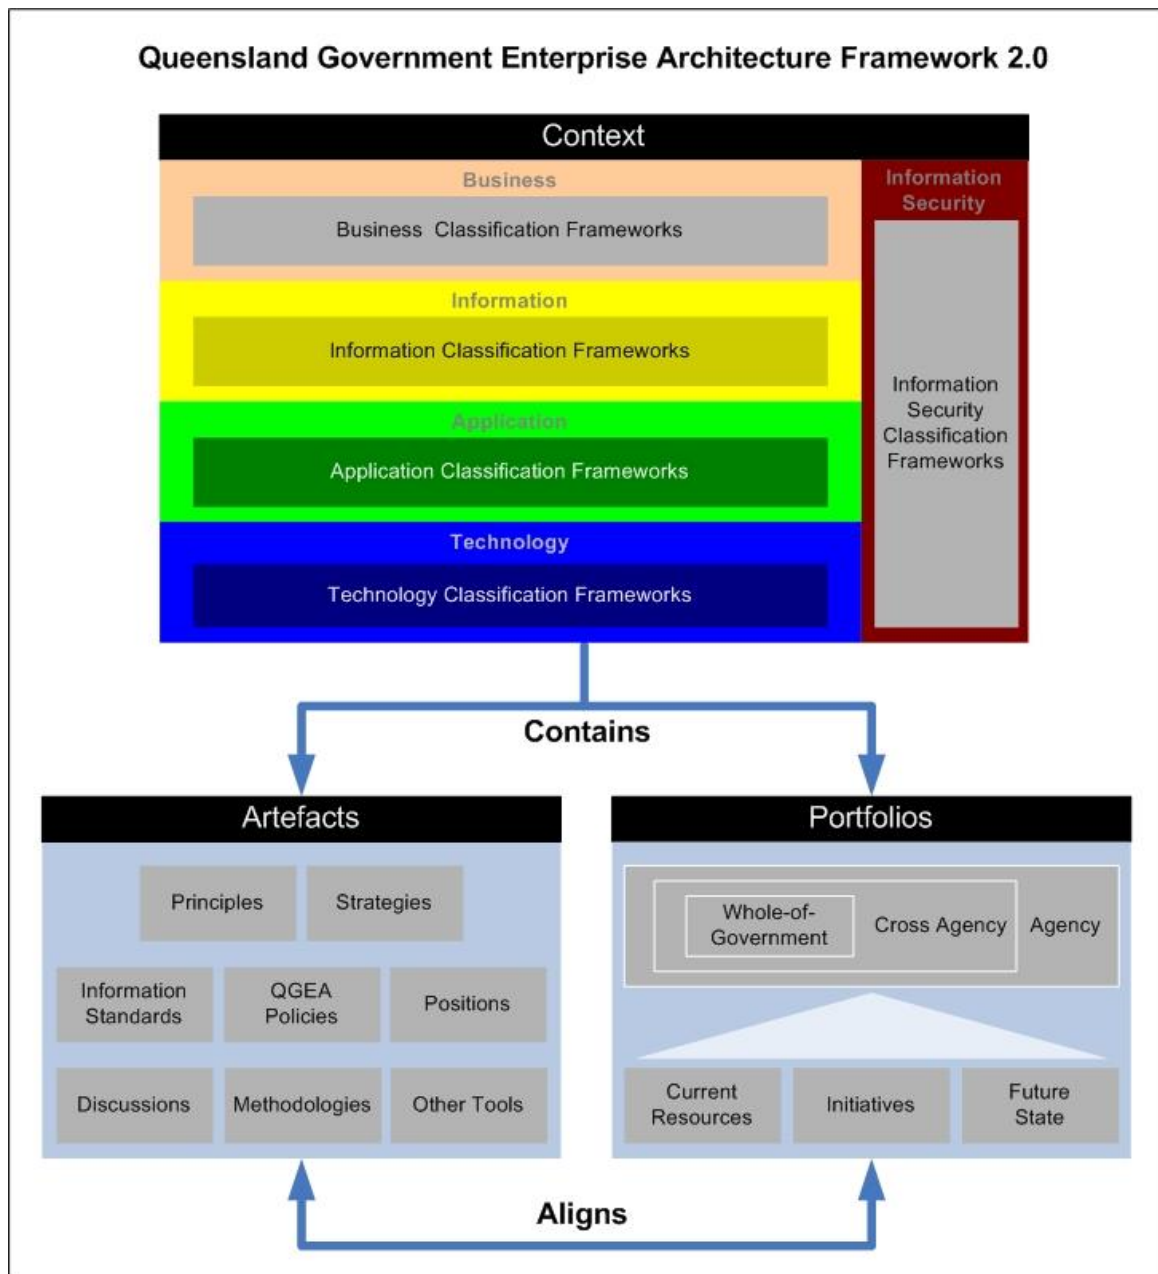 Queensland Government Enterprise Architecture Framework 2.0
Context
Business
Business Classification Frameworks
Information
Security
Information
Information Classification Frameworks
Application
Application Classification Frameworks
Technology
Technology Classification Frameworks
Information
Security
Classification
Frameworks
Contains
Artefacts
Principles
Strategies
Information
Standards
QGEA
Policies
Positions
Discussions
Methodologies
Other Tools
Portfolios
Whole-of-
Government
Cross Agency
Agency
Current
Resources
Initiatives
Future
State
Aligns